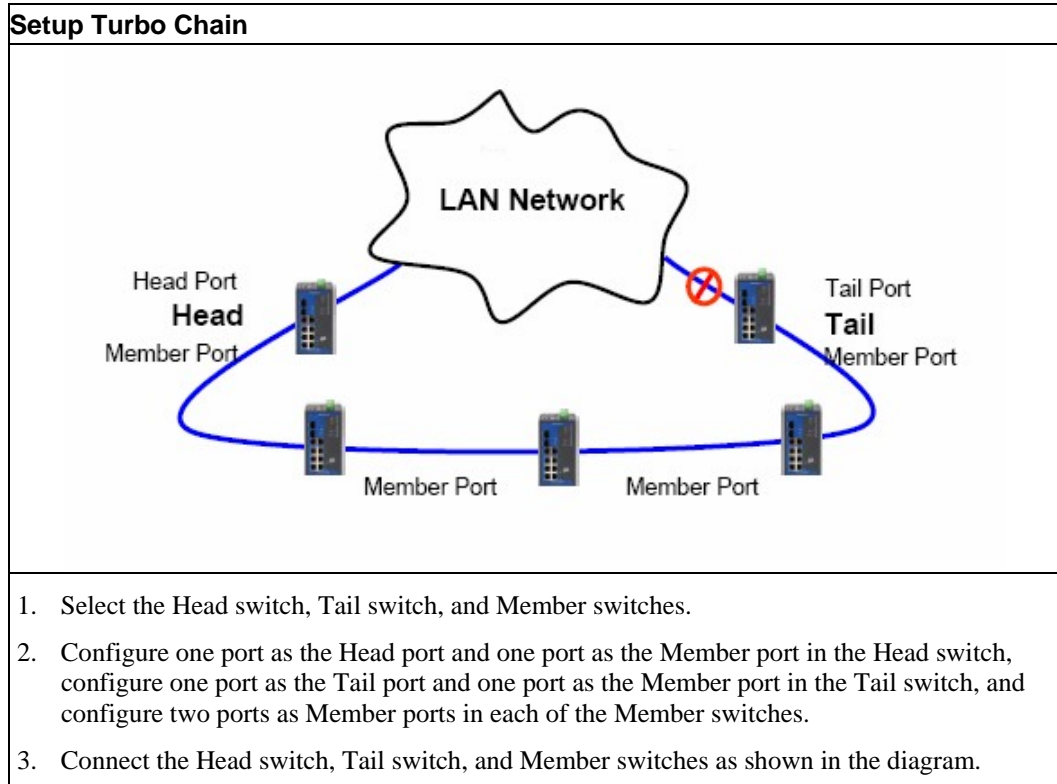 Setup Turbo Chain
LAN Network
Head Port
Head
Member Port
Tail Port
Tail
Member Port
Member Port
Member Port
1. Select the Head switch, Tail switch, and Member switches.
2. Configure one port as the Head port and one port as the Member port in the Head switch,
configure one port as the Tail port and one port as the Member port in the Tail switch, and
configure two ports as Member ports in each of the Member switches.
3. Connect the Head switch, Tail switch, and Member switches as shown in the diagram.